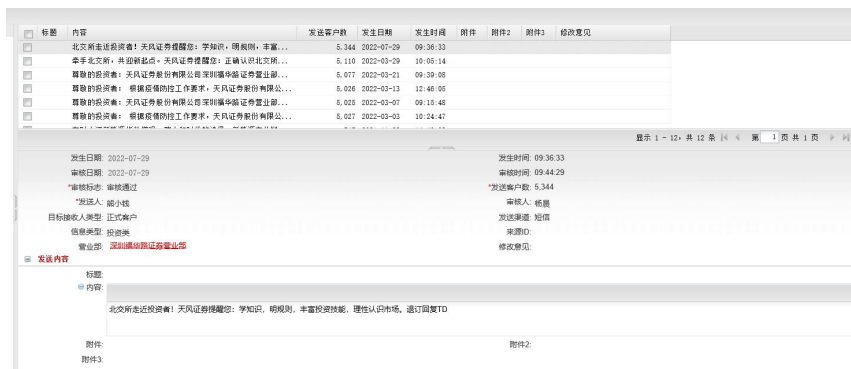 标题 内容 发送客户数 发生日期 发生时间 附件 附件2 附件3 修改意见
北交所走近投资者！天风证券提醒您：学知识，明规则，丰富... 5,344 2022-07-29 09:36:33
牵手北交所，共迎新起点。天风证券提醒您：正确认识北交所... 5,110 2022-03-29 10:05:14
尊敬的投资者：天风证券股份有限公司深圳福华路证券营业部... 5,077 2022-03-21 09:39:08
尊敬的投资者： 根据疫情防控工作要求，天风证券股份有限公... 5,026 2022-03-13 12:46:05
尊敬的投资者：天风证券股份有限公司深圳福华路证券营业部... 5,025 2022-03-07 09:15:48
尊敬的投资者： 根据疫情防控工作要求，天风证券股份有限公... 5,027 2022-03-03 10:24:47
显示 1 - 12，共 12 条 第 1 页 共 1 页
发生日期: 2022-07-29 发生时间: 09:36:33
审核日期: 2022-07-29 审核时间: 09:44:29
*审核标志: 审核通过 *发送客户数: 5,344
*发送人: 熊小钱 审核人: 杨晨
目标接收人类型: 正式客户 发送渠道: 短信
信息类型: 投资类 来源ID:
营业部: 深圳福华路证券营业部 修改意见:
发送内容
标题:
内容:
北交所走近投资者！天风证券提醒您：学知识，明规则，丰富投资技能，理性认识市场。退订回复TD
附件: 附件2:
附件3: